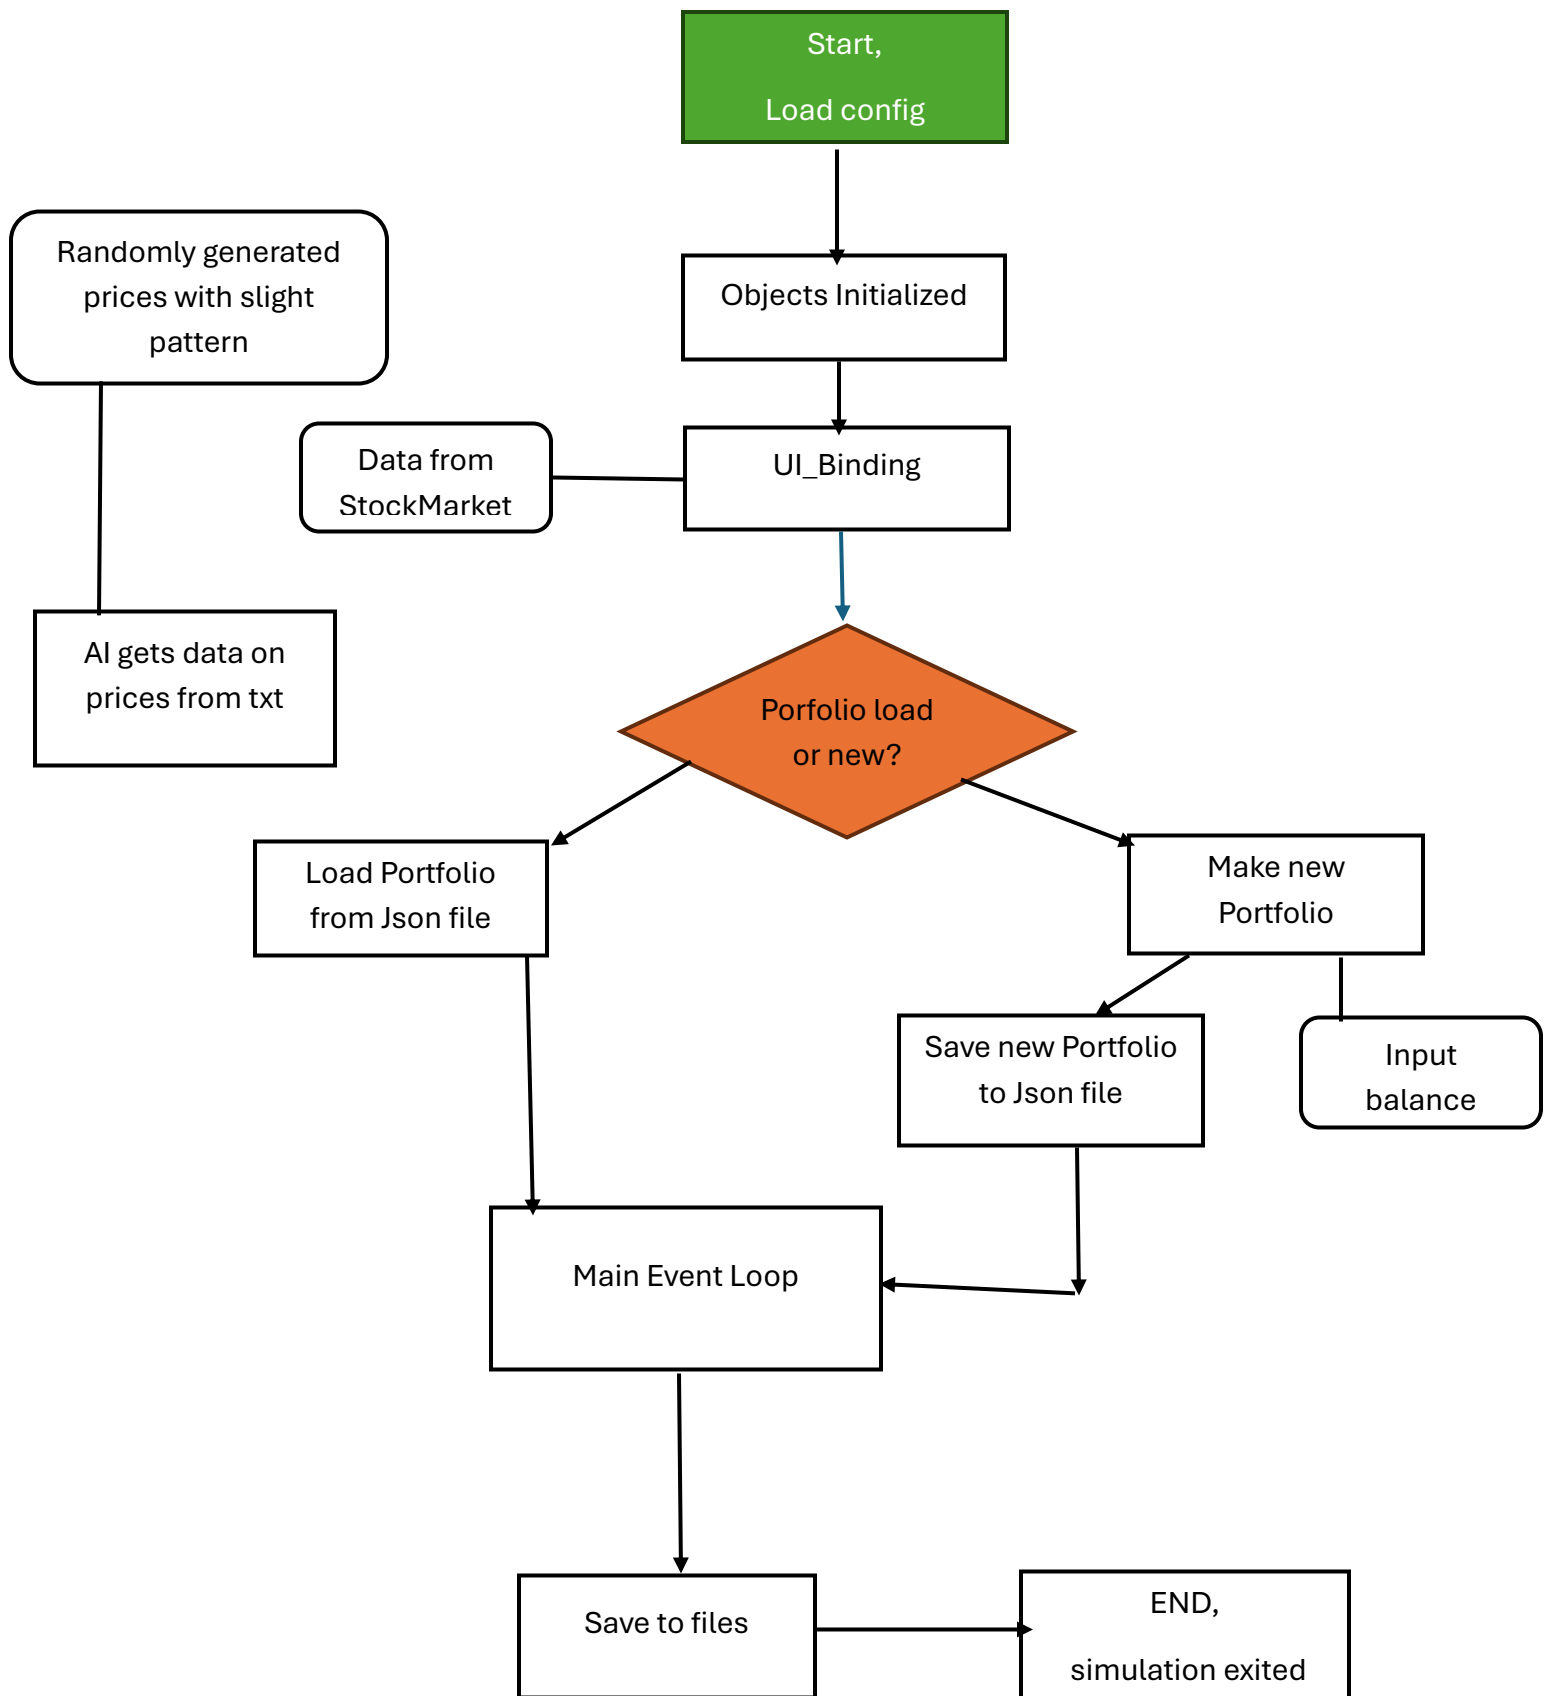 Start,
Load config
Randomly generated
prices with slight
pattern
Objects Initialized
Data from
StockMarket
UI_Binding
AI gets data on
prices from txt
Porfolio load
or new?
Load Portfolio
from Json file
Make new
Portfolio
Save new Portfolio
to Json file
Input
balance
Main Event Loop
Save to files
END,
simulation exited